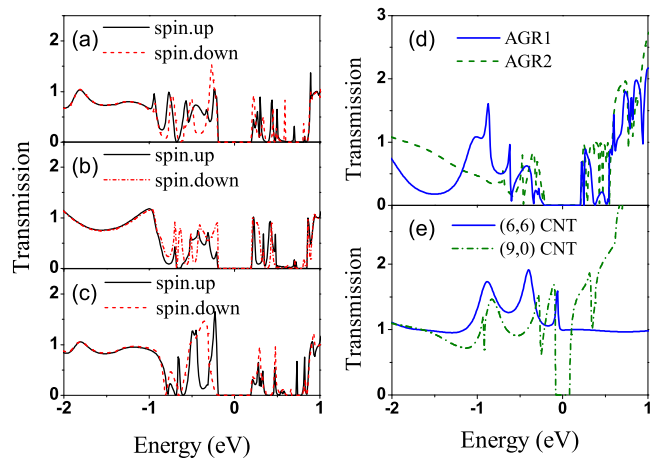 (a)
spin.up
spin.down
2
1
0
(b)
spin.up
spin.down
2
1
0
(c)
spin.up
spin.down
2
1
0
-2
-1
0
1
Transmission
Energy (eV)
(d)
AGR1
AGR2
3
2
1
0
Transmission
(e)
(6,6) CNT
(9,0) CNT
2
1
0
Transmission
-2
-1
0
1
Energy (eV)